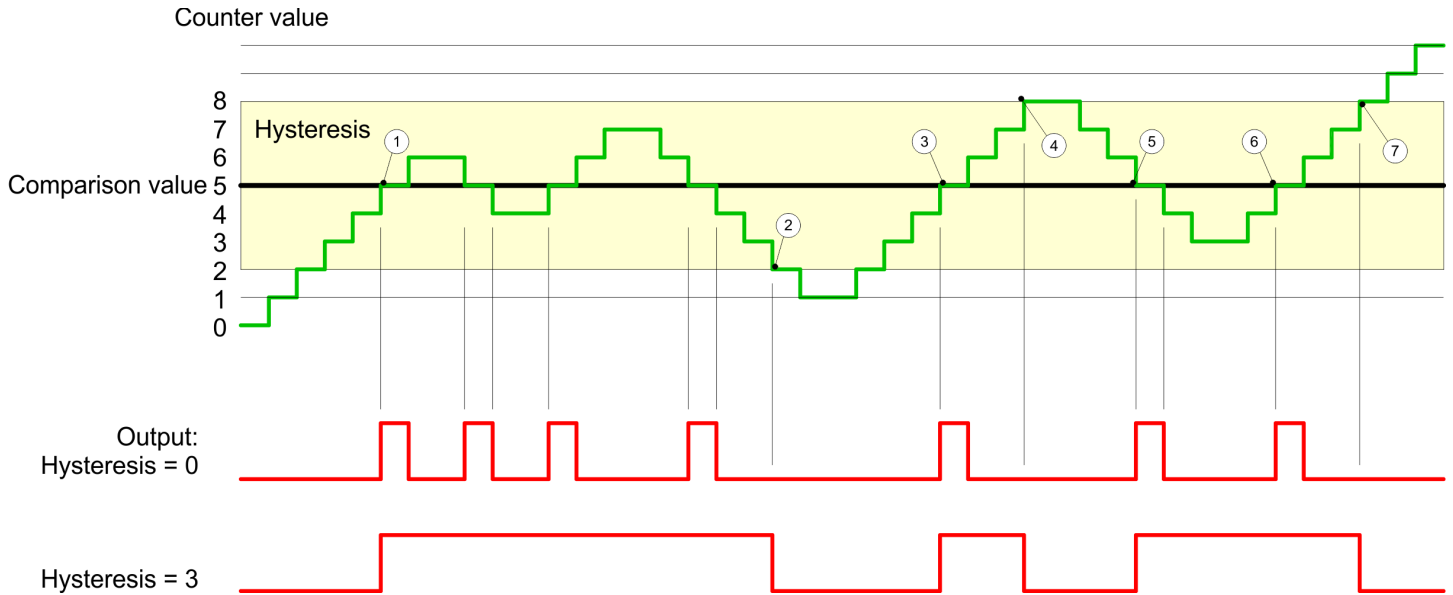 Counter value
8
7
Hysteresis
1
6
3
4
5
6
7
Comparison value 5
4
3
2
2
1
0
Output:
Hysteresis = 0
Hysteresis = 3